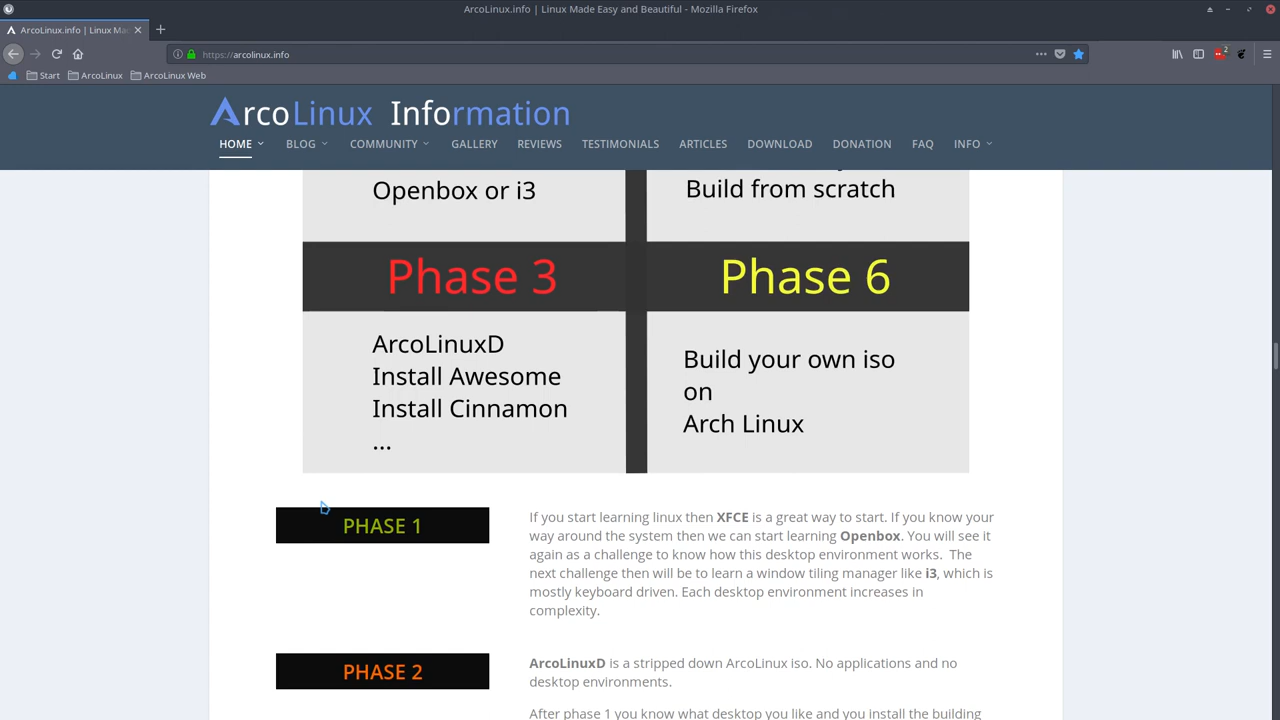 ArcoLinux.info | Linux Made Easy and Beautiful - Mozilla Firefox
ArcoLinux.info | Linux Ma
https://arcolinux.info
2
Start ArcoLinux ArcoLinux Web
ArcoLinux Information
HOME BLOG COMMUNITY GALLERY REVIEWS TESTIMONIALS ARTICLES DOWNLOAD DONATION FAQ INFO
Openbox or i3
Build from scratch
Phase 3
Phase 6
ArcoLinuxD
Install Awesome
Install Cinnamon
...
Build your own iso
on
Arch Linux
PHASE 1
If you start learning linux then XFCE is a great way to start. If you know your
way around the system then we can start learning Openbox. You will see it
again as a challenge to know how this desktop environment works. The
next challenge then will be to learn a window tiling manager like i3, which is
mostly keyboard driven. Each desktop environment increases in
complexity.
PHASE 2
ArcoLinuxD is a stripped down ArcoLinux iso. No applications and no
desktop environments.
After phase 1 you know what desktop you like and you install the building